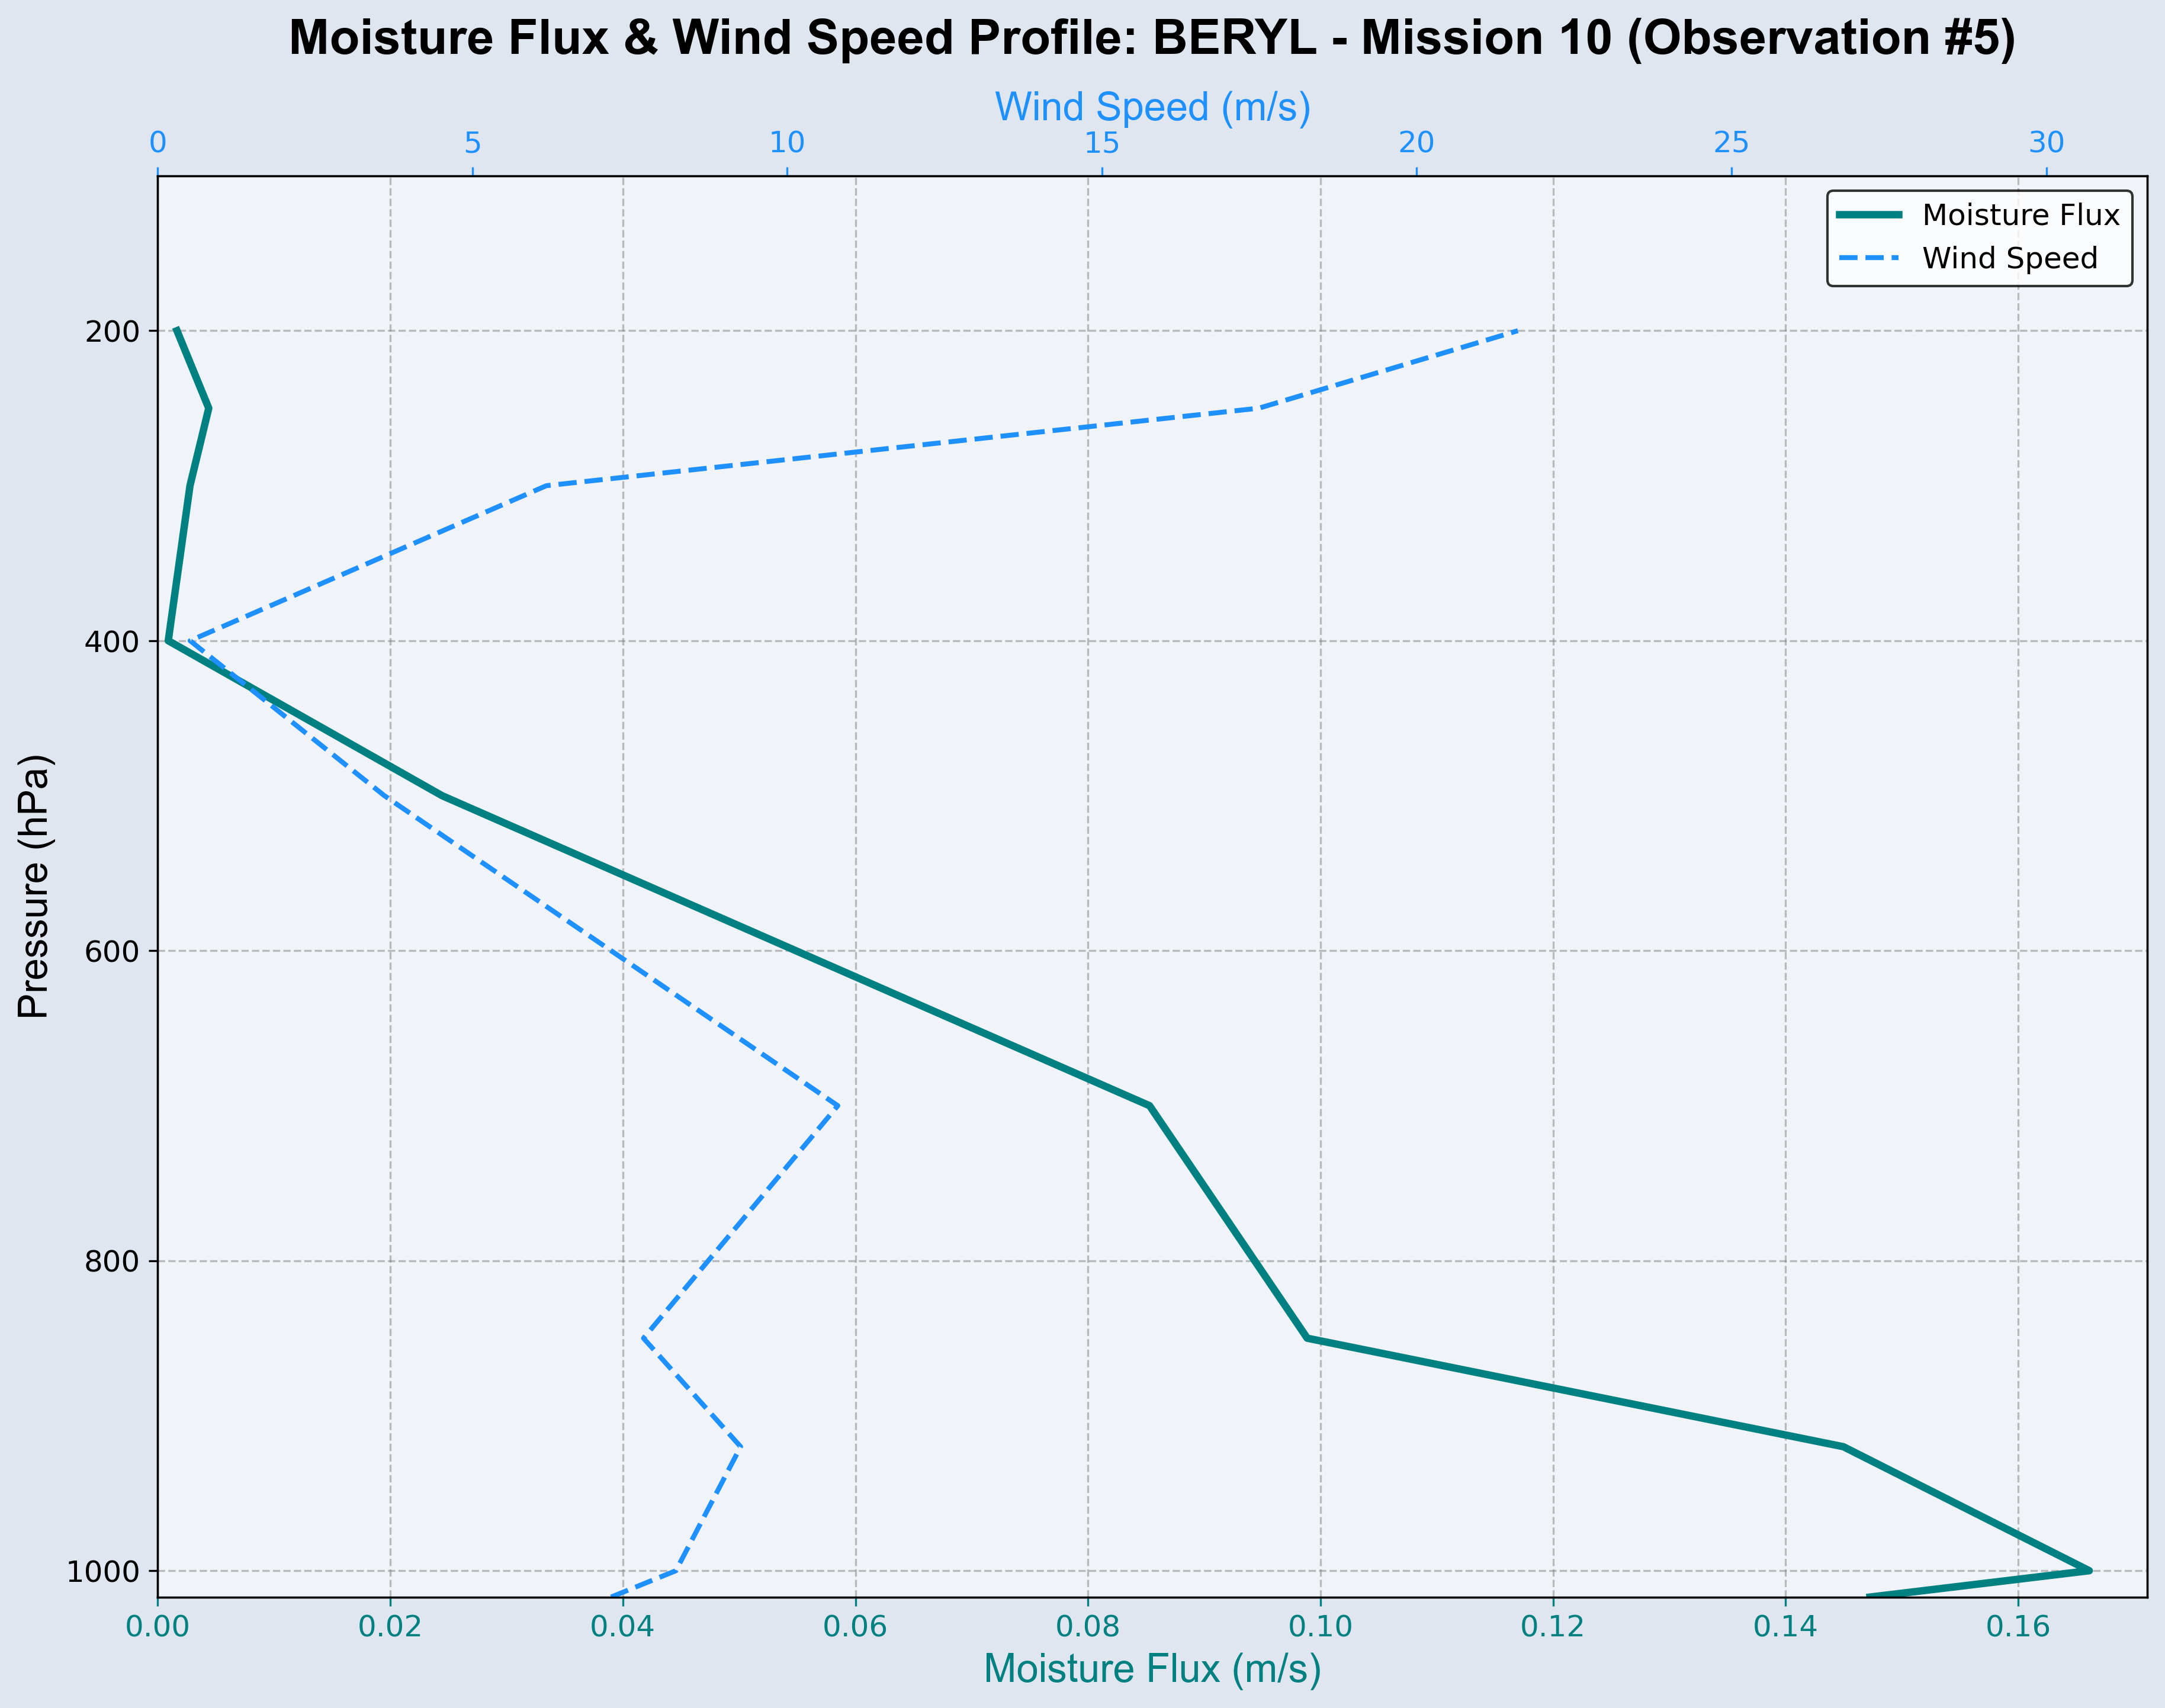 Moisture Flux & Wind Speed Profile: BERYL - Mission 10 (Observation #5)
Wind Speed (m/s)
0 5 10 15 20 25 30
Moisture Flux
Wind Speed
200
400
600
800
1000
Pressure (hPa)
0.00 0.02 0.04 0.06 0.08 0.10 0.12 0.14 0.16
Moisture Flux (m/s)